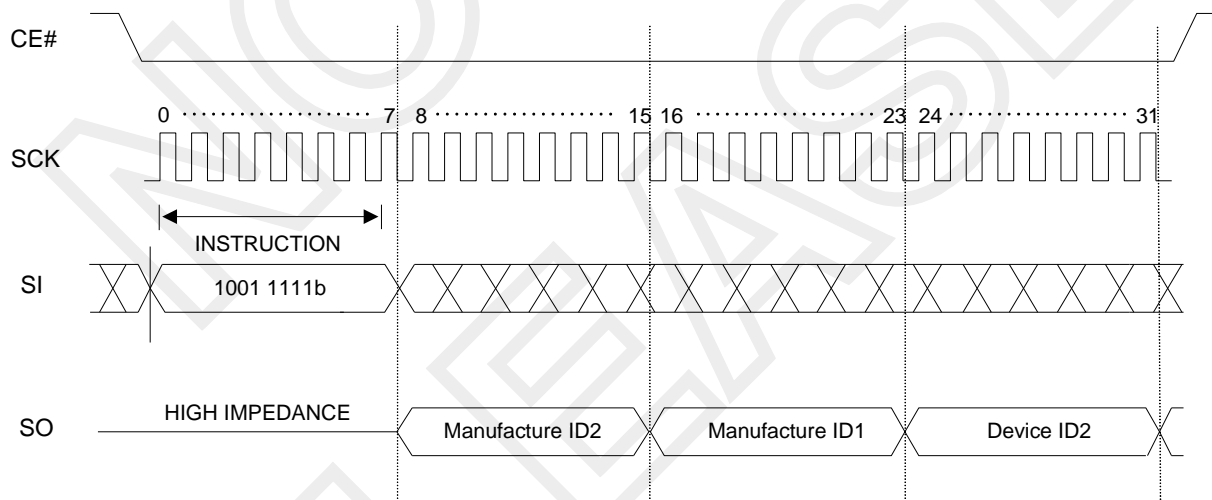 CE#
0 7 8 15 16 23 24 31
SCK
INSTRUCTION
SI 1001 1111b
HIGH IMPEDANCE
SO Manufacture ID2 Manufacture ID1 Device ID2